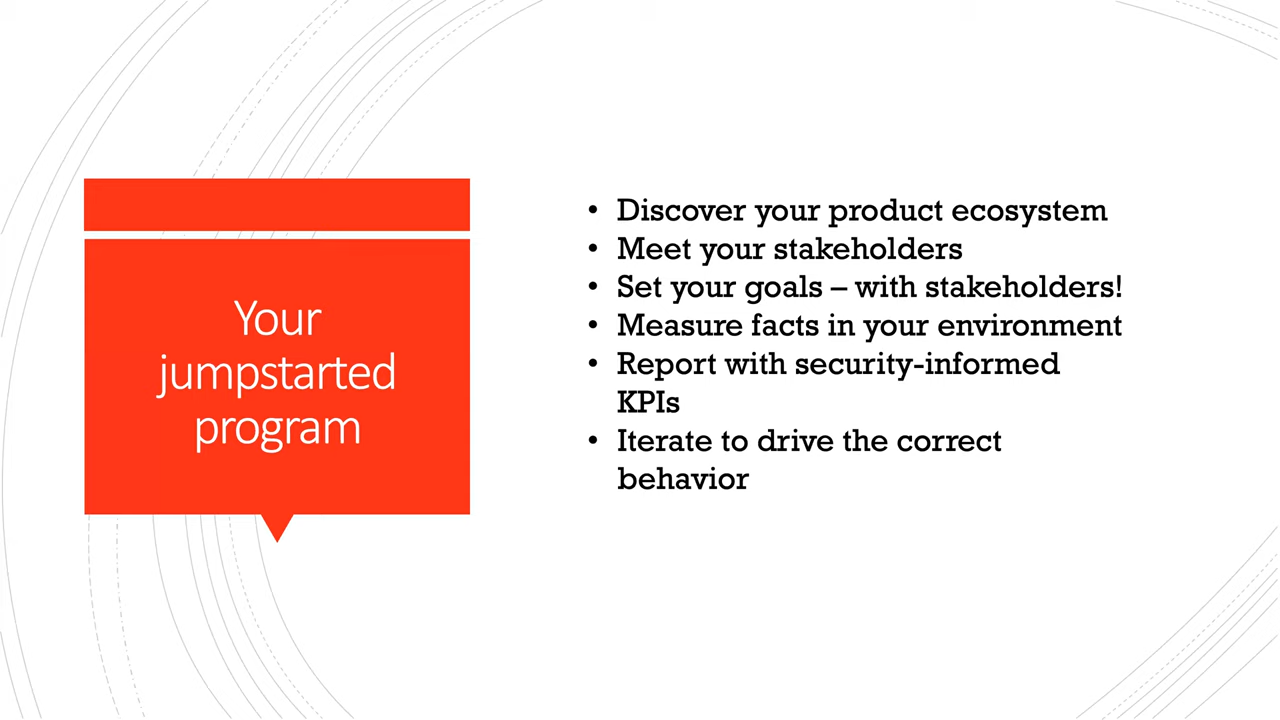 Your
jumpstarted
program
• Discover your product ecosystem
• Meet your stakeholders
• Set your goals – with stakeholders!
• Measure facts in your environment
• Report with security-informed
KPIs
• Iterate to drive the correct
behavior